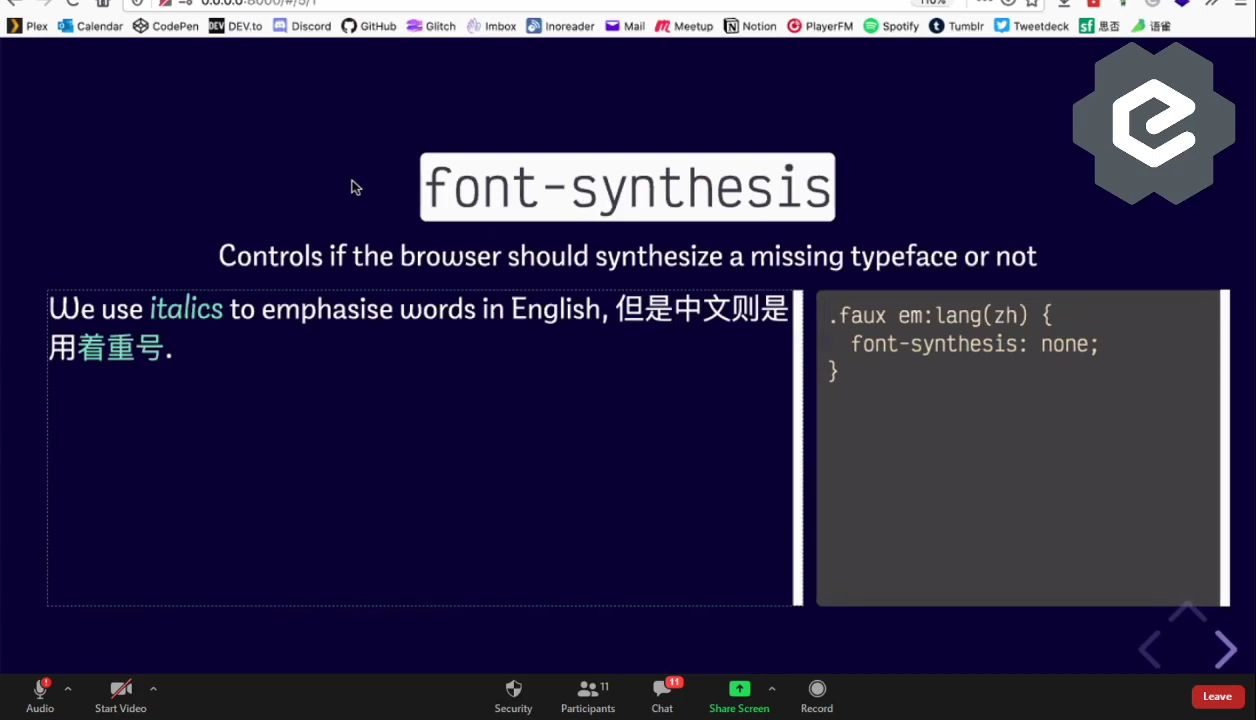 Plex Calendar CodePen DEV DEV.to Discord GitHub Glitch Imbox Inoreader Mail Meetup Notion PlayerFM Spotify Tumblr Tweetdeck sf 思否 语雀
font-synthesis
Controls if the browser should synthesize a missing typeface or not
We use italics to emphasise words in English, 但是中文则是
用着重号.
.faux em:lang(zh) {
font-synthesis: none;
}
Audio Start Video Security Participants 11 Chat 11 Share Screen Record Leave